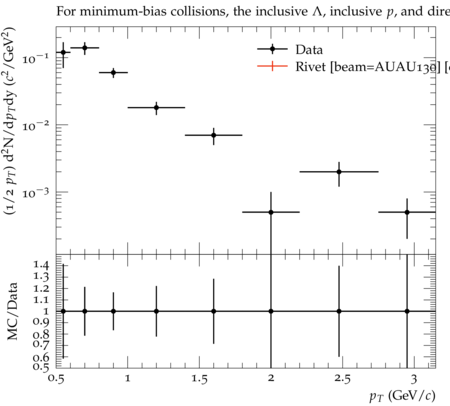 For minimum-bias collisions, the inclusive Λ, inclusive p, and dire
(1/2 p_T) d²N/dp_Tdy (c²/GeV²)
10⁻¹
10⁻²
10⁻³
Data
Rivet [beam=AUAU130] [
MC/Data
1.4
1.3
1.2
1.1
1
0.9
0.8
0.7
0.6
0.5
0.5 1 1.5 2 2.5 3
p_T (GeV/c)